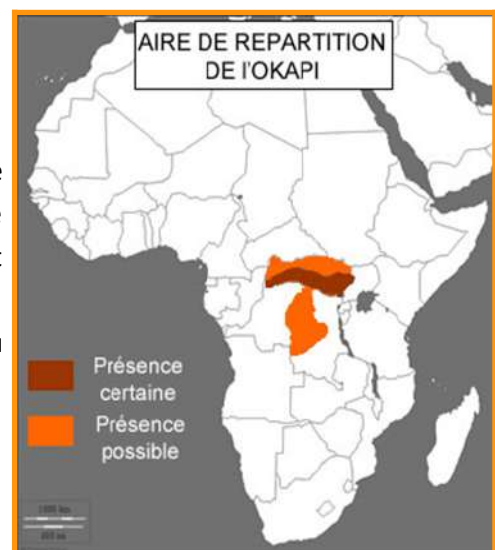 AIRE DE REPARTITION
DE l'OKAPI
Présence
certaine
Présence
possible